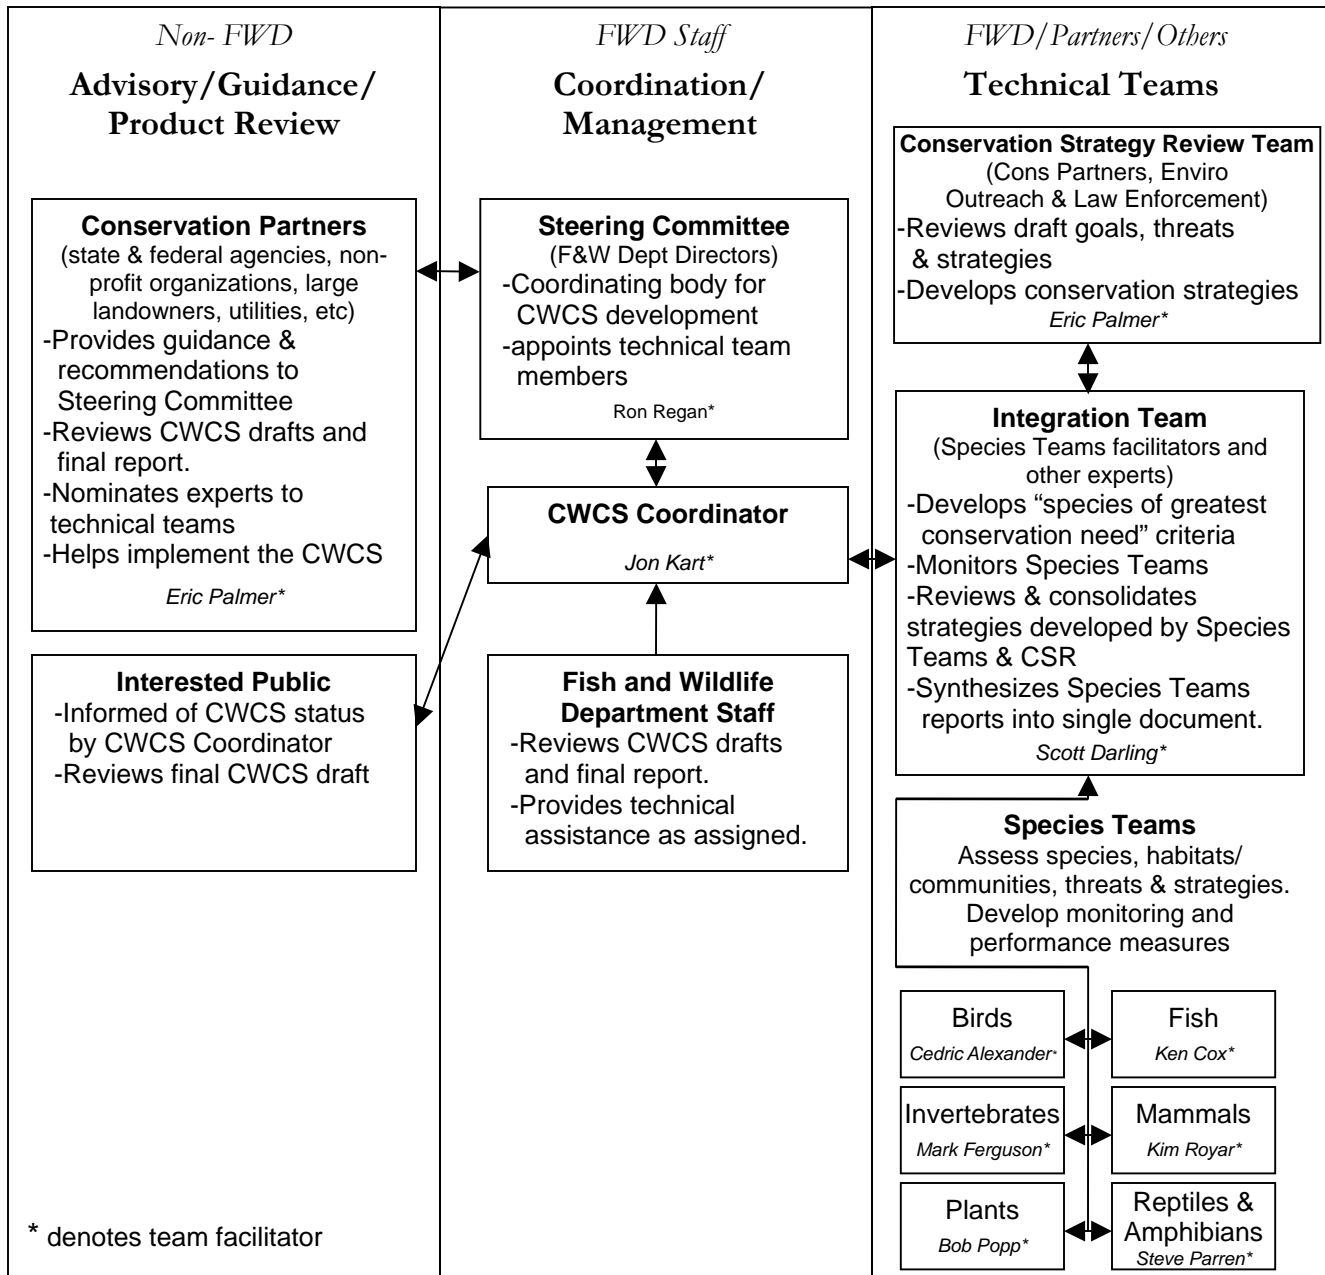 Non- FWD
Advisory/Guidance/
Product Review
Conservation Partners
(state & federal agencies, non-
profit organizations, large
landowners, utilities, etc)
-Provides guidance &
recommendations to
Steering Committee
-Reviews CWCS drafts and
final report.
-Nominates experts to
technical teams
-Helps implement the CWCS
Eric Palmer*
Interested Public
-Informed of CWCS status
by CWCS Coordinator
-Reviews final CWCS draft
* denotes team facilitator
FWD Staff
Coordination/
Management
Steering Committee
(F&W Dept Directors)
-Coordinating body for
CWCS development
-appoints technical team
members
Ron Regan*
CWCS Coordinator
Jon Kart*
Fish and Wildlife
Department Staff
-Reviews CWCS drafts
and final report.
-Provides technical
assistance as assigned.
FWD/Partners/Others
Technical Teams
Conservation Strategy Review Team
(Cons Partners, Enviro
Outreach & Law Enforcement)
-Reviews draft goals, threats
& strategies
-Develops conservation strategies
Eric Palmer*
Integration Team
(Species Teams facilitators and
other experts)
-Develops “species of greatest
conservation need” criteria
-Monitors Species Teams
-Reviews & consolidates
strategies developed by Species
Teams & CSR
-Synthesizes Species Teams
reports into single document.
Scott Darling*
Species Teams
Assess species, habitats/
communities, threats & strategies.
Develop monitoring and
performance measures
Birds
Cedric Alexander*
Fish
Ken Cox*
Invertebrates
Mark Ferguson*
Mammals
Kim Royar*
Plants
Bob Popp*
Reptiles &
Amphibians
Steve Parren*